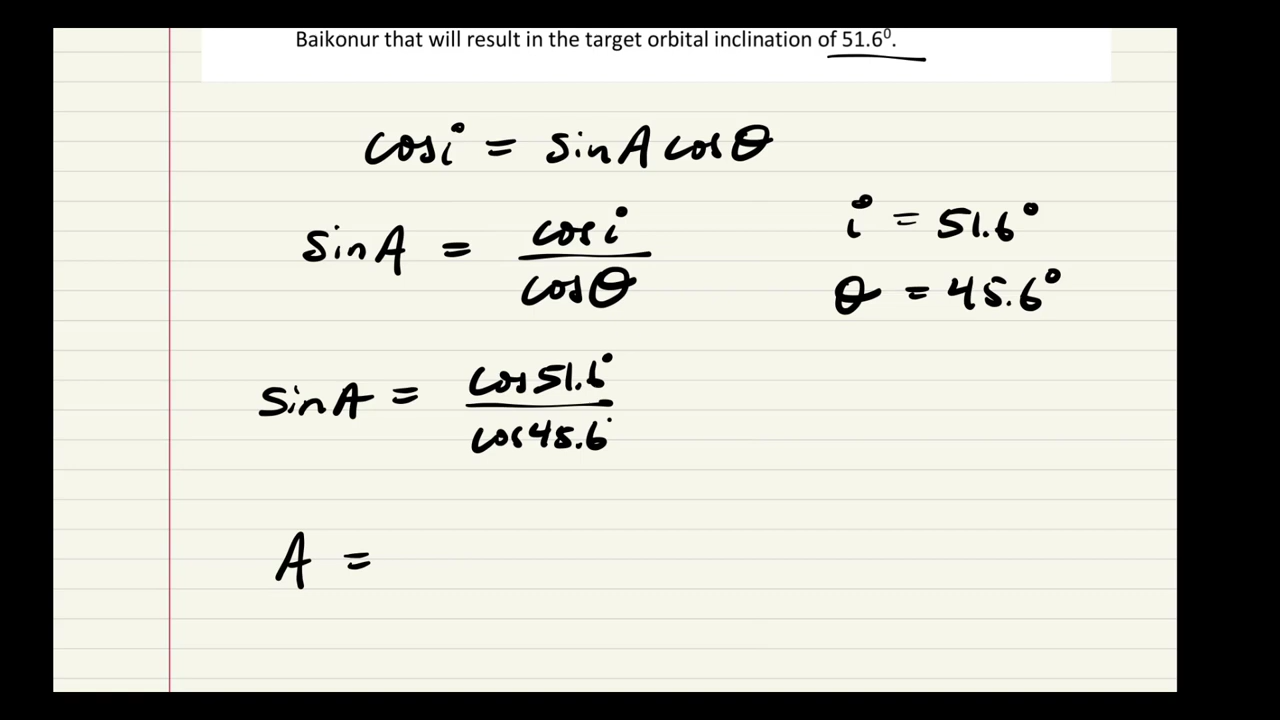 Baikonur that will result in the target orbital inclination of 51.6⁰.
cos i = sin A cos θ
sin A = cos i / cos θ
i = 51.6°
θ = 45.6°
sin A = cos 51.6° / cos 45.6°
A =